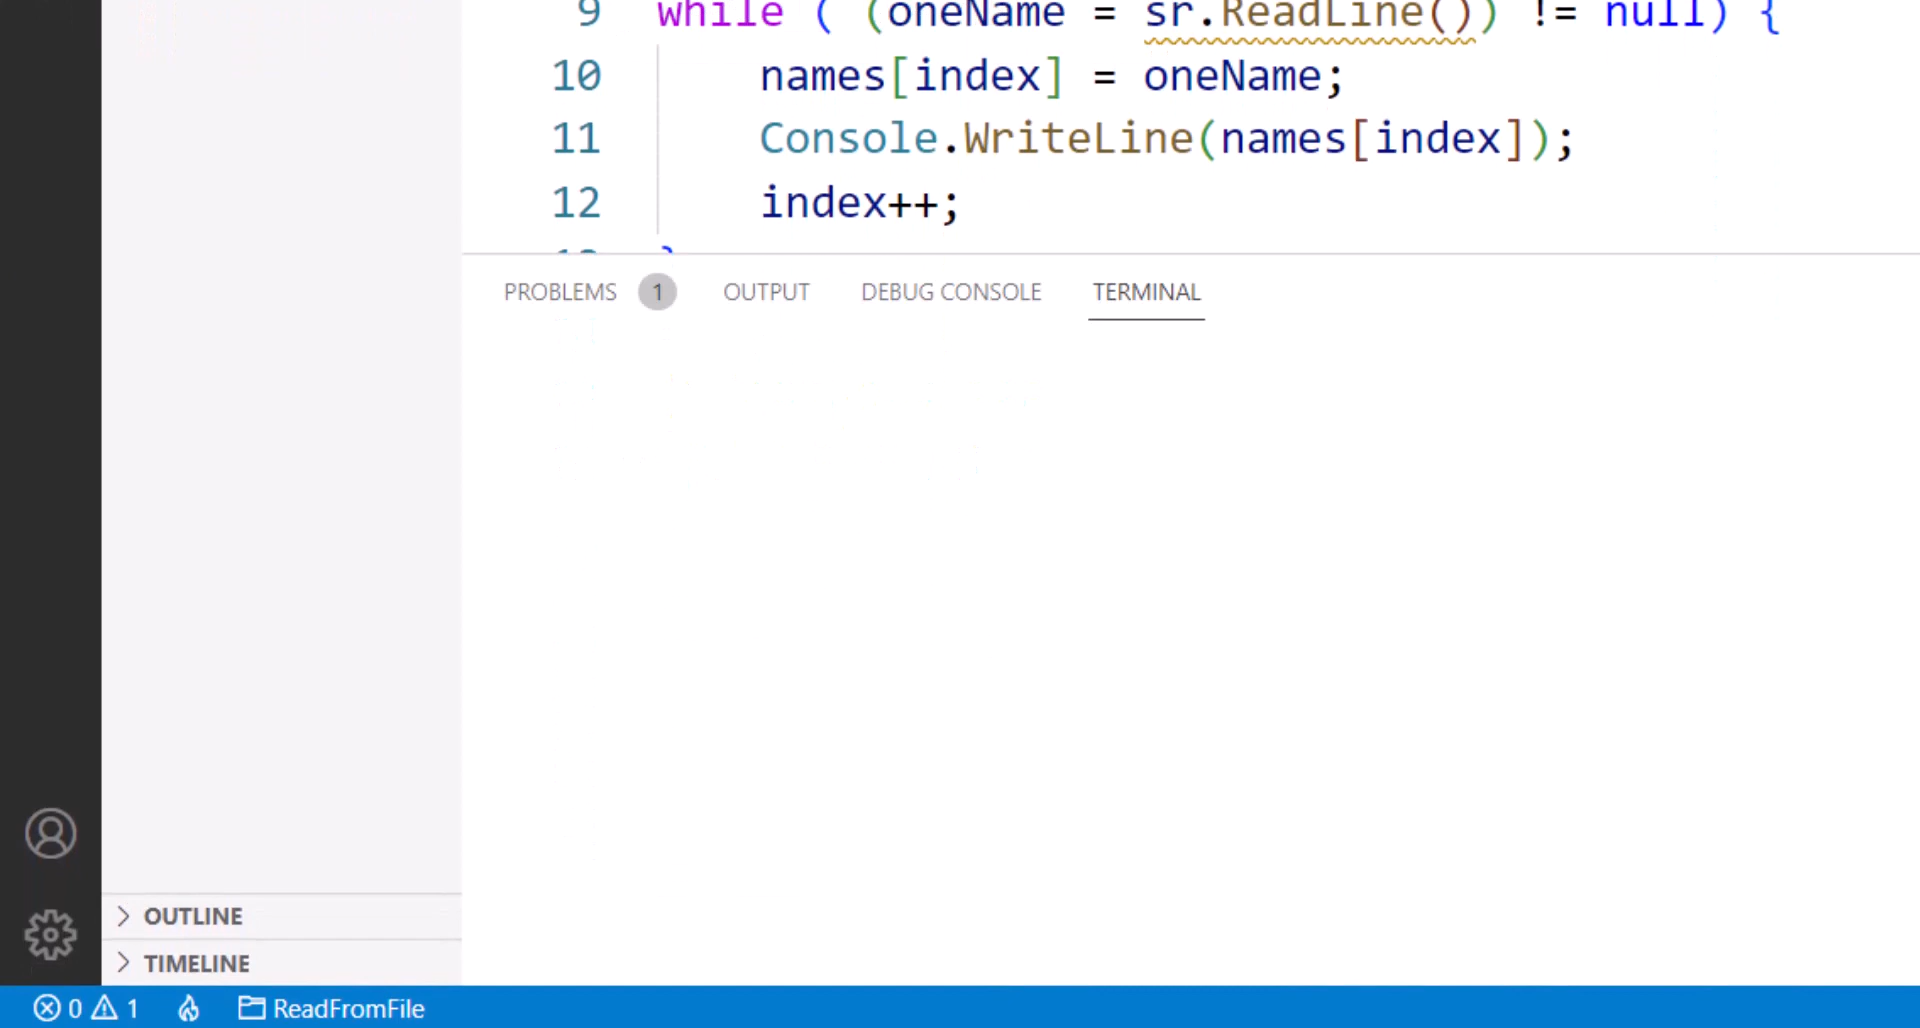 9 while ( (oneName = sr.ReadLine()) != null) {
10 names[index] = oneName;
11 Console.WriteLine(names[index]);
12 index++;
PROBLEMS 1 OUTPUT DEBUG CONSOLE TERMINAL
OUTLINE
TIMELINE
0 1 ReadFromFile